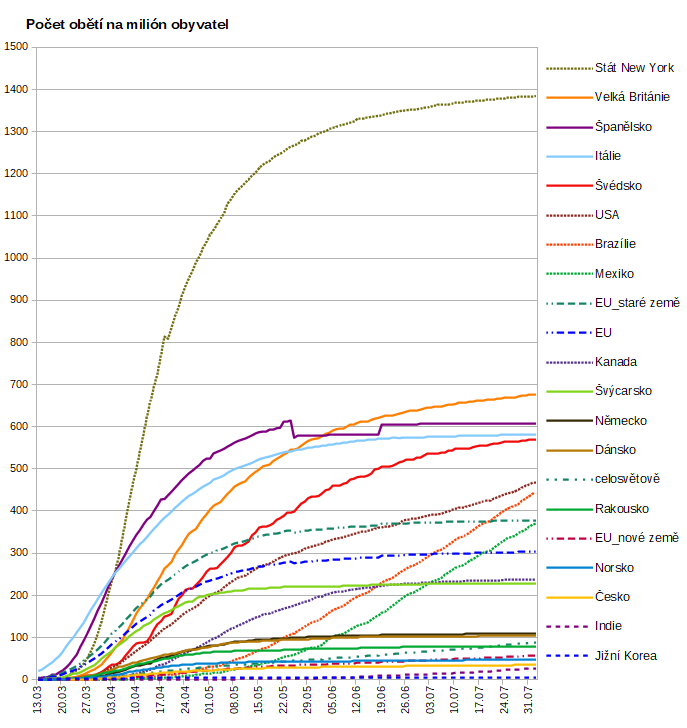 Počet obětí na milión obyvatel
1500
1400
1300
1200
1100
1000
900
800
700
600
500
400
300
200
100
0
13.03
20.03
27.03
03.04
10.04
17.04
24.04
01.05
08.05
15.05
22.05
29.05
05.06
12.06
19.06
26.06
03.07
10.07
17.07
24.07
31.07
Stát New York
Velká Británie
Španělsko
Itálie
Švédsko
USA
Brazílie
Mexiko
EU_staré země
EU
Kanada
Švýcarsko
Německo
Dánsko
celosvětově
Rakousko
EU_nové země
Norsko
Česko
Indie
Jižní Korea